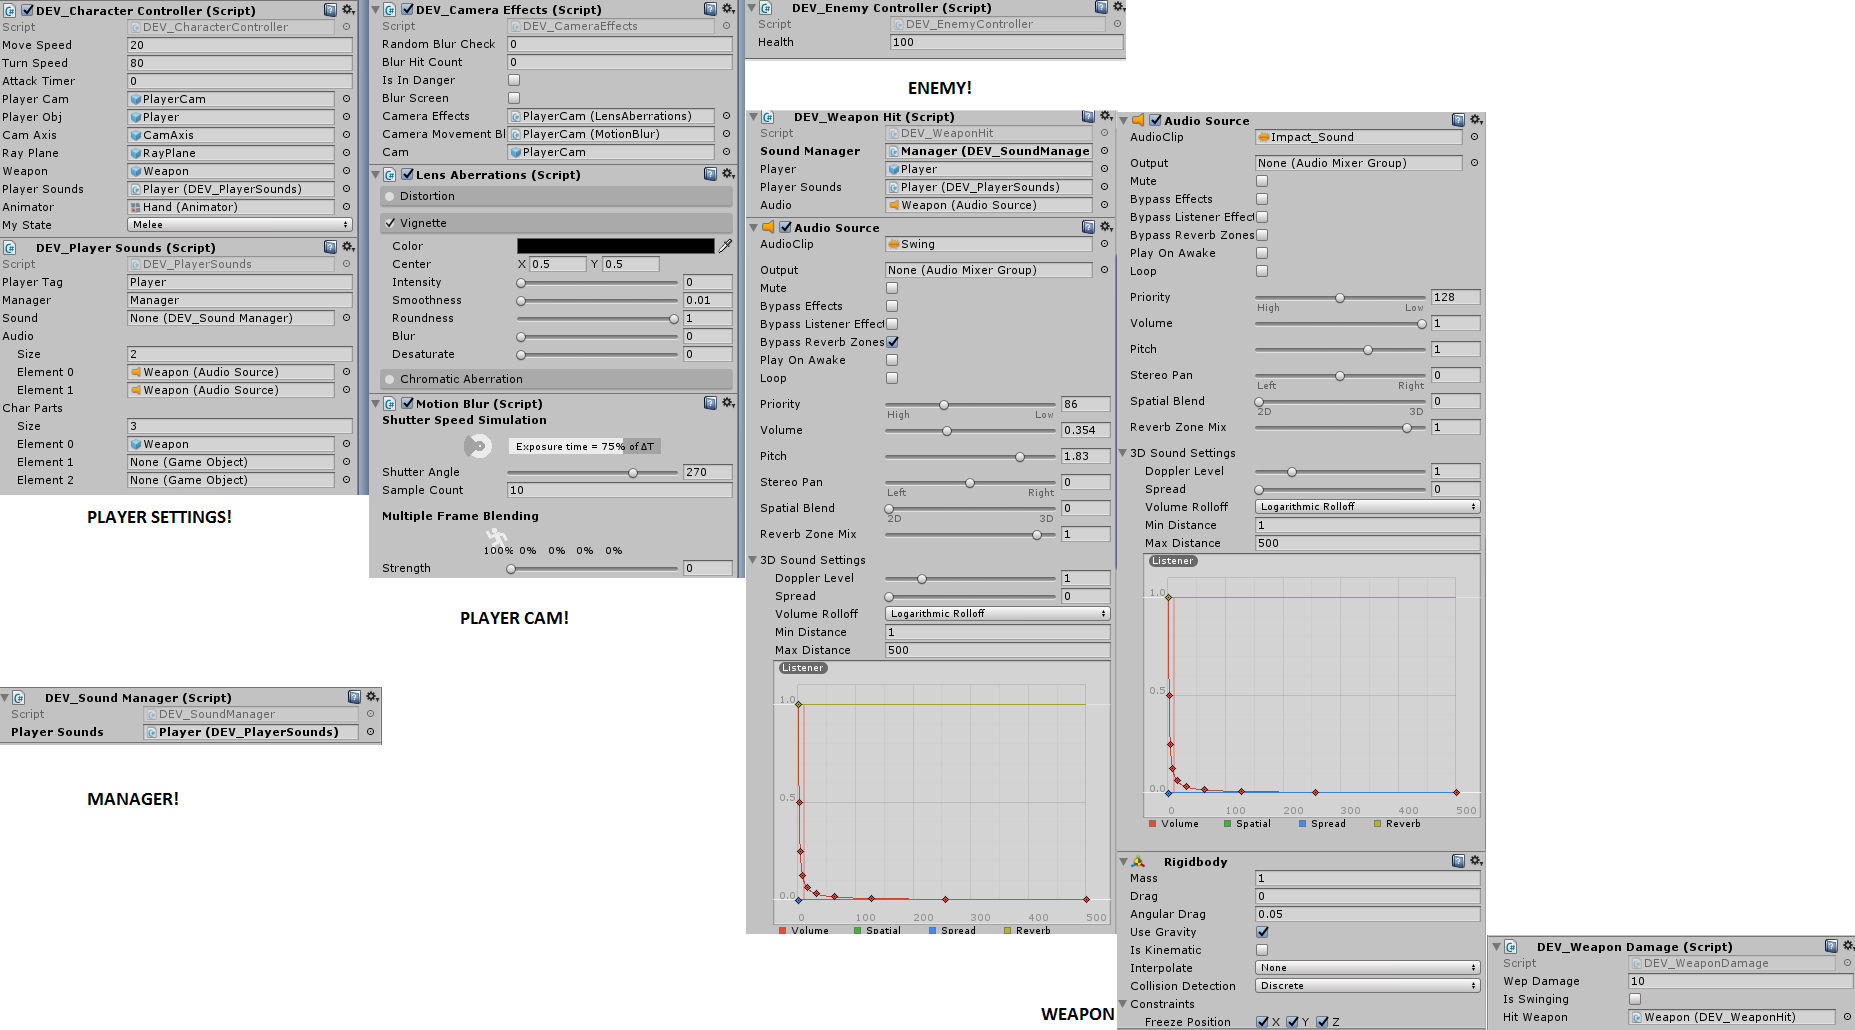 DEV_Character Controller (Script)
Script DEV_CharacterController
Move Speed 20
Turn Speed 80
Attack Timer 0
Player Cam PlayerCam
Player Obj Player
Cam Axis CamAxis
Ray Plane RayPlane
Weapon Weapon
Player Sounds Player (DEV_PlayerSounds)
Animator Hand (Animator)
My State Melee
DEV_Player Sounds (Script)
Script DEV_PlayerSounds
Player Tag Player
Manager Manager
Sound None (DEV_Sound Manager)
Audio
Size 2
Element 0 Weapon (Audio Source)
Element 1 Weapon (Audio Source)
Char Parts
Size 3
Element 0 Weapon
Element 1 None (Game Object)
Element 2 None (Game Object)
PLAYER SETTINGS!
DEV_Camera Effects (Script)
Script DEV_CameraEffects
Random Blur Check 0
Blur Hit Count 0
Is In Danger
Blur Screen
Camera Effects PlayerCam (LensAberrations)
Camera Movement Bl PlayerCam (MotionBlur)
Cam PlayerCam
Lens Aberrations (Script)
Distortion
Vignette
Color
Center X 0.5 Y 0.5
Intensity 0
Smoothness 0.01
Roundness 1
Blur 0
Desaturate 0
Chromatic Aberration
Motion Blur (Script)
Shutter Speed Simulation
Exposure time = 75% of ΔT
Shutter Angle 270
Sample Count 10
Multiple Frame Blending
100% 0% 0% 0% 0%
Strength 0
PLAYER CAM!
DEV_Sound Manager (Script)
Script DEV_SoundManager
Player Sounds Player (DEV_PlayerSounds)
MANAGER!
DEV_Enemy Controller (Script)
Script DEV_EnemyController
Health 100
ENEMY!
DEV_Weapon Hit (Script)
Script DEV_WeaponHit
Sound Manager Manager (DEV_SoundManage
Player Player
Player Sounds Player (DEV_PlayerSounds)
Audio Weapon (Audio Source)
Audio Source
AudioClip Swing
Output None (Audio Mixer Group)
Mute
Bypass Effects
Bypass Listener Effect
Bypass Reverb Zones
Play On Awake
Loop
Priority 86
High Low
Volume 0.354
Pitch 1.83
Stereo Pan 0
Left Right
Spatial Blend 0
2D 3D
Reverb Zone Mix 1
3D Sound Settings
Doppler Level 1
Spread 0
Volume Rolloff Logarithmic Rolloff
Min Distance 1
Max Distance 500
Listener
1.0
0.5
0.0
0 100 200 300 400 500
Volume Spatial Spread Reverb
Audio Source
AudioClip Impact_Sound
Output None (Audio Mixer Group)
Mute
Bypass Effects
Bypass Listener Effect
Bypass Reverb Zones
Play On Awake
Loop
Priority 128
High Low
Volume 1
Pitch 1
Stereo Pan 0
Left Right
Spatial Blend 0
2D 3D
Reverb Zone Mix 1
3D Sound Settings
Doppler Level 1
Spread 0
Volume Rolloff Logarithmic Rolloff
Min Distance 1
Max Distance 500
Listener
1.0
0.5
0.0
0 100 200 300 400 500
Volume Spatial Spread Reverb
Rigidbody
Mass 1
Drag 0
Angular Drag 0.05
Use Gravity
Is Kinematic
Interpolate None
Collision Detection Discrete
Constraints
Freeze Position X Y Z
WEAPON
DEV_Weapon Damage (Script)
Script DEV_WeaponDamage
Wep Damage 10
Is Swinging
Hit Weapon Weapon (DEV_WeaponHit)